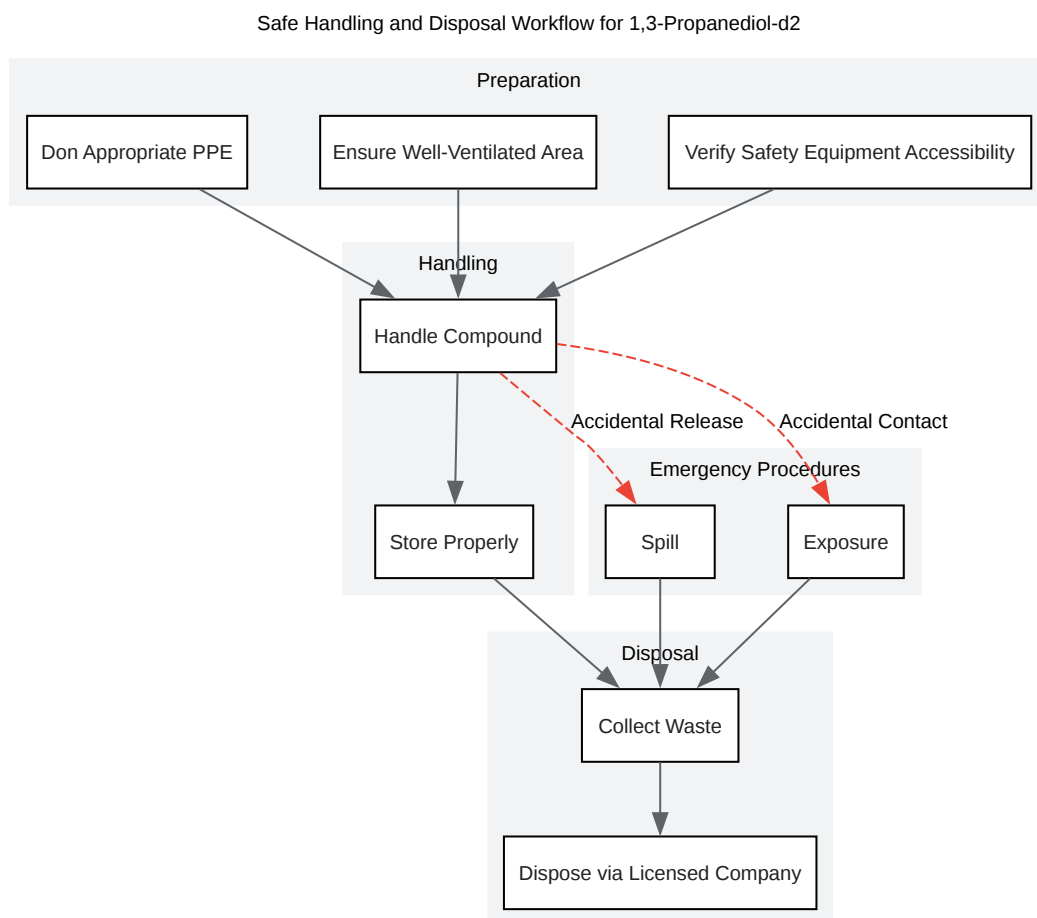 Safe Handling and Disposal Workflow for 1,3-Propanediol-d2
Preparation
Don Appropriate PPE
Ensure Well-Ventilated Area
Verify Safety Equipment Accessibility
Handling
Handle Compound
Accidental Release
Accidental Contact
Emergency Procedures
Store Properly
Spill
Exposure
Disposal
Collect Waste
Dispose via Licensed Company